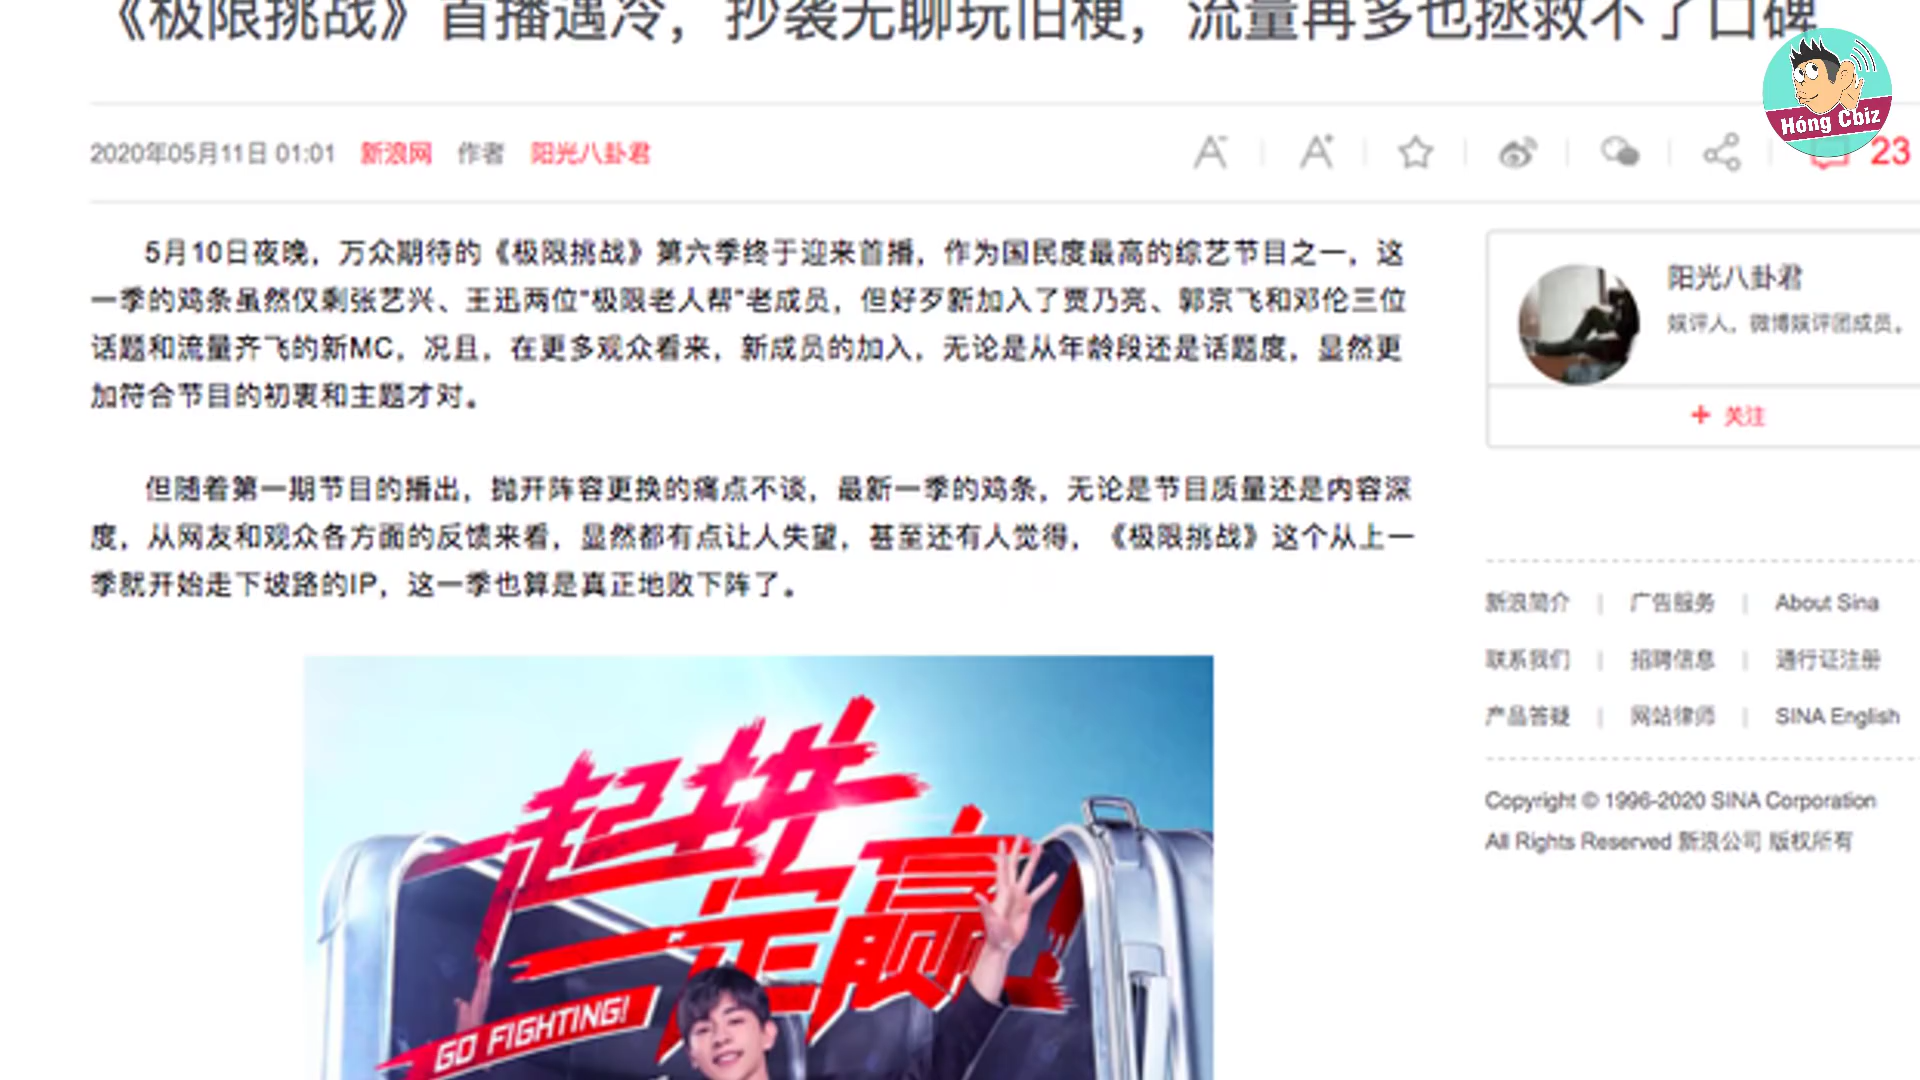 《极限挑战》首播遇冷，抄袭无聊玩旧梗，流量再多也拯救不了口碑
Hóng Cbiz
2020年05月11日 01:01 新浪网 作者 阳光八卦君
A- A+ 23
5月10日夜晚，万众期待的《极限挑战》第六季终于迎来首播，作为国民度最高的综艺节目之一，这
一季的鸡条虽然仅剩张艺兴、王迅两位“极限老人帮”老成员，但好歹新加入了贾乃亮、郭京飞和邓伦三位
话题和流量齐飞的新MC，况且，在更多观众看来，新成员的加入，无论是从年龄段还是话题度，显然更
加符合节目的初衷和主题才对。
阳光八卦君
娱评人，微博娱评团成员。
+ 关注
但随着第一期节目的播出，抛开阵容更换的痛点不谈，最新一季的鸡条，无论是节目质量还是内容深
度，从网友和观众各方面的反馈来看，显然都有点让人失望，甚至还有人觉得，《极限挑战》这个从上一
季就开始走下坡路的IP，这一季也算是真正地败下阵了。
新浪简介 | 广告服务 | About Sina
联系我们 | 招聘信息 | 通行证注册
产品答疑 | 网站律师 | SINA English
Copyright © 1996-2020 SINA Corporation
All Rights Reserved 新浪公司 版权所有
一起拼
一定赢
GO FIGHTING!